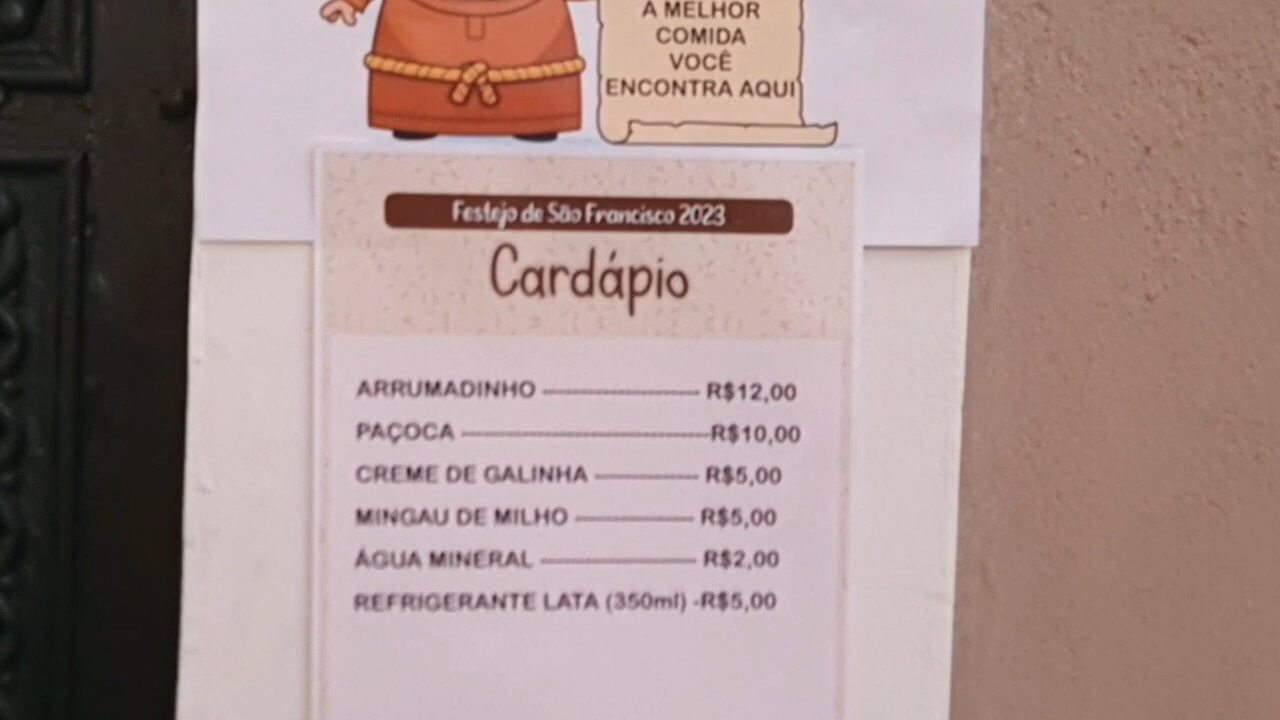 A MELHOR
COMIDA
VOCÊ
ENCONTRA AQUI
Festejo de São Francisco 2023
Cardápio
ARRUMADINHO ---------------------- R$12,00
PAÇOCA -----------------------------------R$10,00
CREME DE GALINHA -------------- R$5,00
MINGAU DE MILHO ---------------- R$5,00
ÁGUA MINERAL --------------------- R$2,00
REFRIGERANTE LATA (350ml) -R$5,00